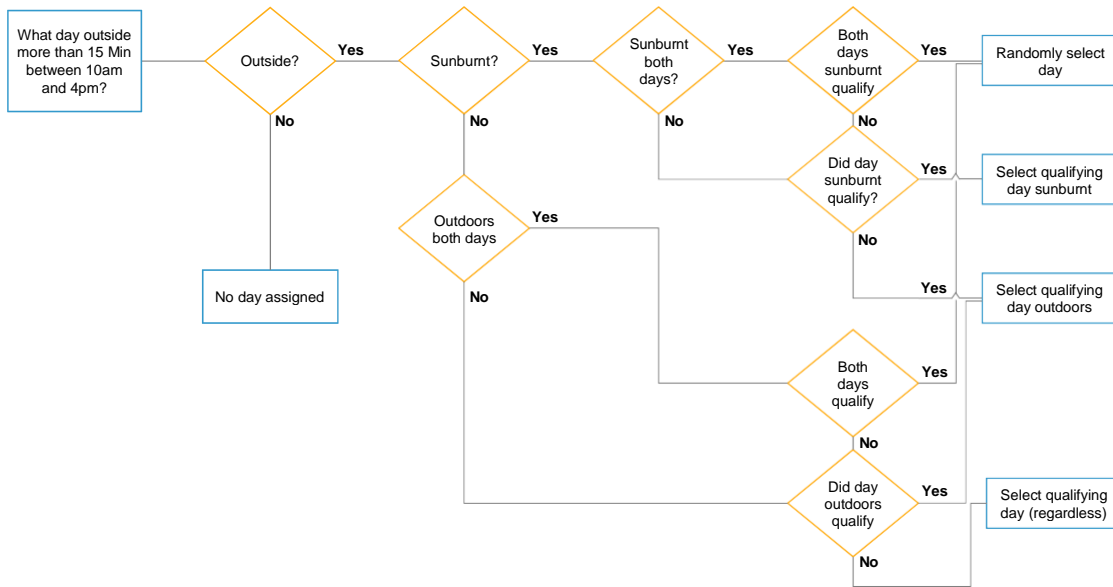 What day outside
more than 15 Min
between 10am
and 4pm?
Outside?
Yes
No
No day assigned
Sunburnt?
Yes
No
Sunburnt
both
days?
Yes
No
Both
days
sunburnt
qualify
Yes
No
Randomly select
day
Did day
sunburnt
qualify?
Yes
No
Select qualifying
day sunburnt
Outdoors
both days
Yes
No
Yes
Select qualifying
day outdoors
Both
days
qualify
Yes
No
Did day
outdoors
qualify
Yes
No
Select qualifying
day (regardless)